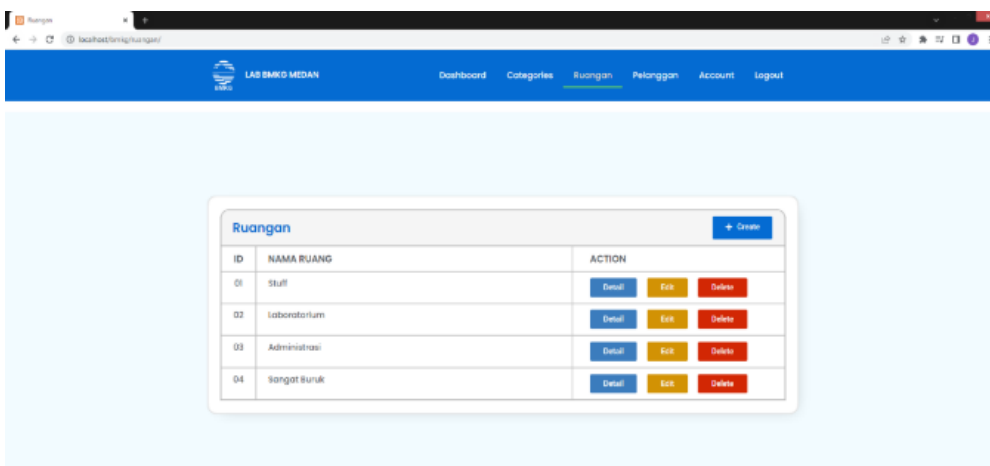 Ruangan
localhost/bmkg/ruangan/
BMKG
LAB BMKG MEDAN
Dashboard Categories Ruangan Pelanggan Account Logout
Ruangan + Create
ID NAMA RUANG ACTION
01 Stuff Detail Edit Delete
02 Laboratorium Detail Edit Delete
03 Administrasi Detail Edit Delete
04 Sangat Buruk Detail Edit Delete